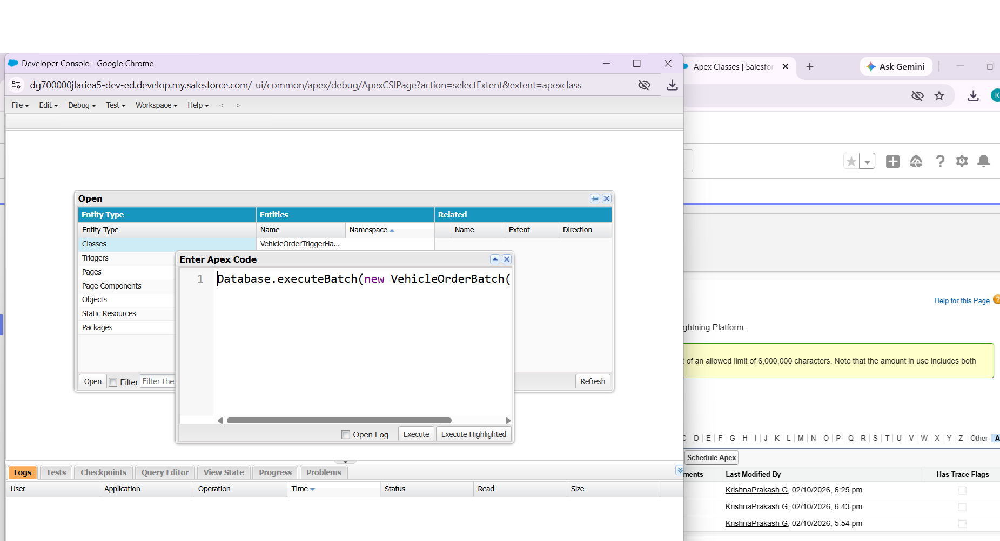 Developer Console - Google Chrome
dg700000jlariea5-dev-ed.develop.my.salesforce.com/_ui/common/apex/debug/ApexCSIPage?action=selectExtent&extent=apexclass
File Edit Debug Test Workspace Help < >
Open
Entity Type Entities Related
Entity Type Name Namespace Name Extent Direction
Classes VehicleOrderTriggerHa...
Triggers
Pages
Page Components
Objects
Static Resources
Packages
Open Filter Filter the
Refresh
Enter Apex Code
1 Database.executeBatch(new VehicleOrderBatch(
Open Log Execute Execute Highlighted
Logs Tests Checkpoints Query Editor View State Progress Problems
User Application Operation Time Status Read Size
Apex Classes | Salesfor
Ask Gemini
K
Help for this Page ?
ghtning Platform.
of an allowed limit of 6,000,000 characters. Note that the amount in use includes both
D E F G H I J K L M N O P Q R S T U V W X Y Z Other A
Schedule Apex
ments Last Modified By Has Trace Flags
KrishnaPrakash G, 02/10/2026, 6:25 pm
KrishnaPrakash G, 02/10/2026, 6:43 pm
KrishnaPrakash G, 02/10/2026, 5:54 pm